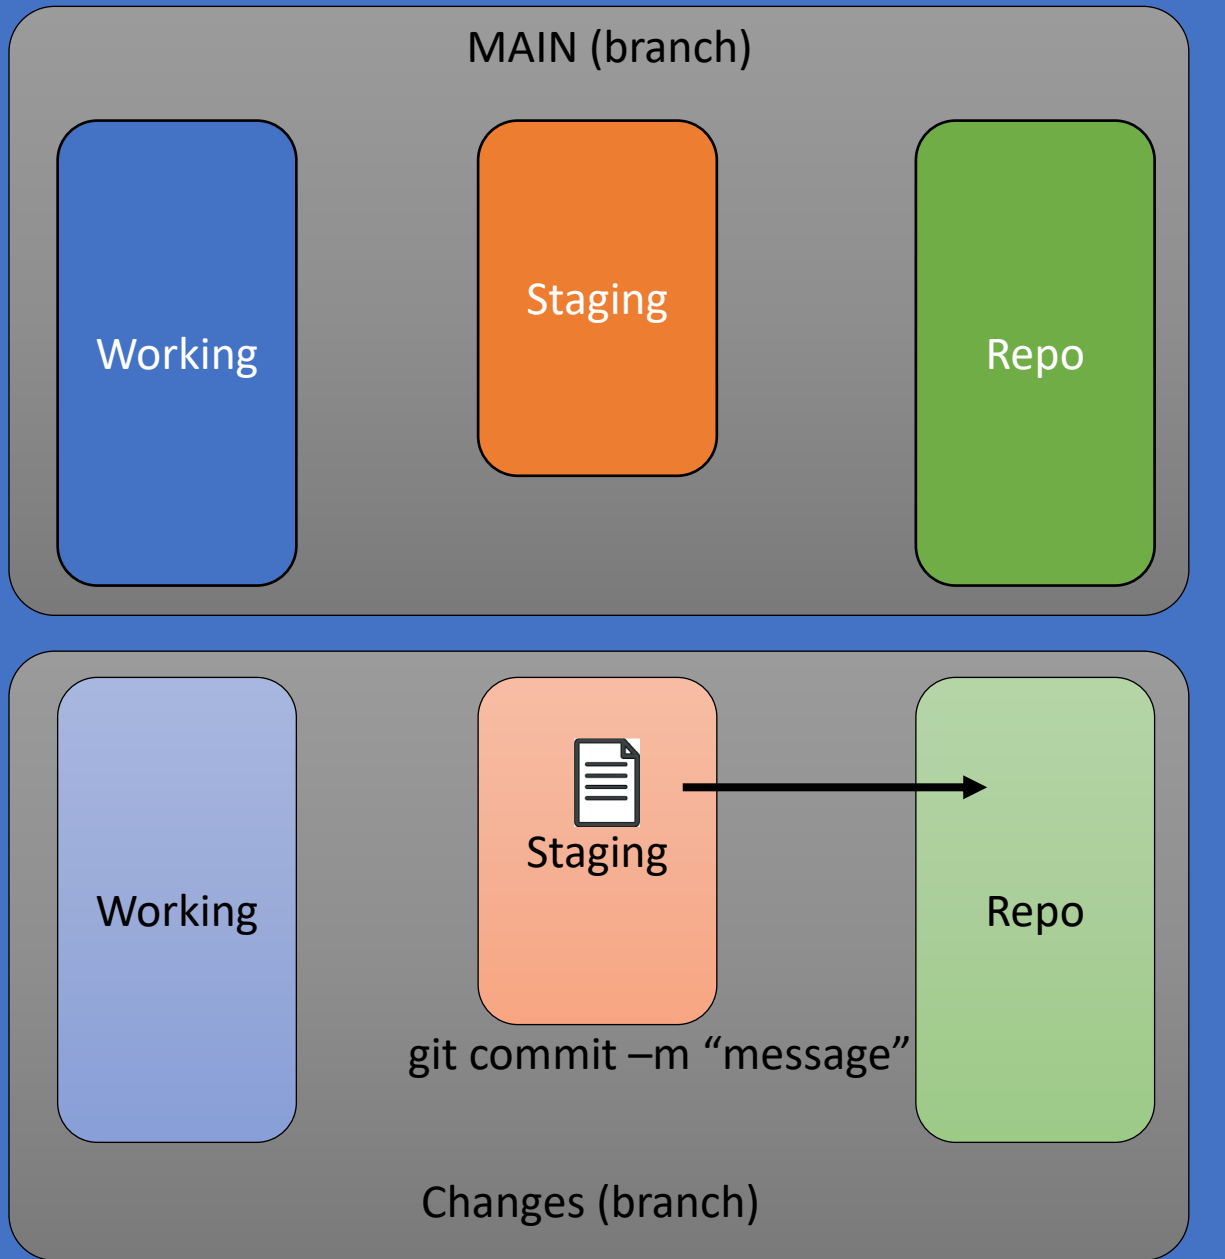 MAIN (branch)
Working
Staging
Repo
Working
Staging
Repo
git commit –m “message”
Changes (branch)